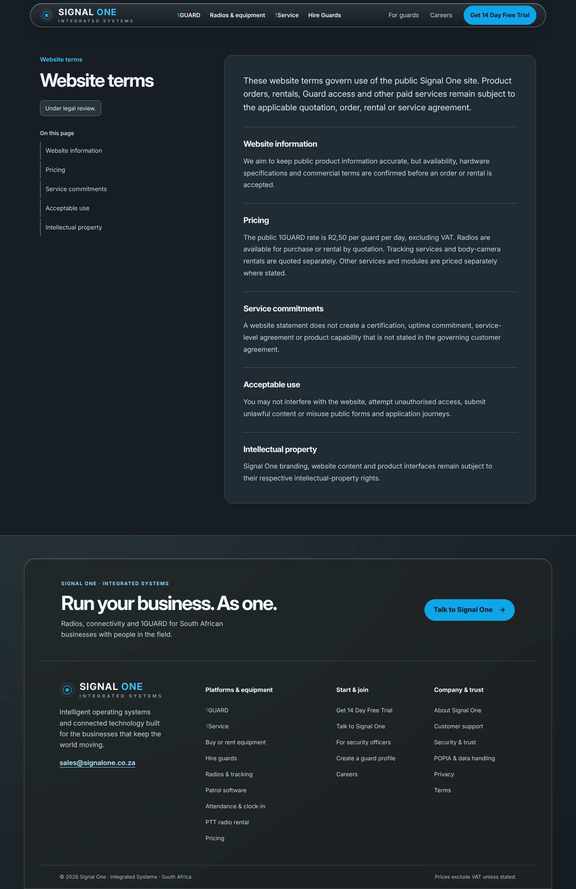 SIGNAL ONE
INTEGRATED SYSTEMS
1GUARD
Radios & equipment
1Service
Hire Guards
For guards
Careers
Get 14 Day Free Trial
Website terms
Website terms
Under legal review.
On this page
Website information
Pricing
Service commitments
Acceptable use
Intellectual property
These website terms govern use of the public Signal One site. Product
orders, rentals, Guard access and other paid services remain subject to
the applicable quotation, order, rental or service agreement.
Website information
We aim to keep public product information accurate, but availability, hardware
specifications and commercial terms are confirmed before an order or rental is
accepted.
Pricing
The public 1GUARD rate is R2,50 per guard per day, excluding VAT. Radios are
available for purchase or rental by quotation. Tracking services and body-camera
rentals are quoted separately. Other services and modules are priced separately
where stated.
Service commitments
A website statement does not create a certification, uptime commitment, service-
level agreement or product capability that is not stated in the governing customer
agreement.
Acceptable use
You may not interfere with the website, attempt unauthorised access, submit
unlawful content or misuse public forms and application journeys.
Intellectual property
Signal One branding, website content and product interfaces remain subject to
their respective intellectual-property rights.
SIGNAL ONE · INTEGRATED SYSTEMS
Run your business. As one.
Radios, connectivity and 1GUARD for South African
businesses with people in the field.
Talk to Signal One →
SIGNAL ONE
INTEGRATED SYSTEMS
Intelligent operating systems
and connected technology built
for the businesses that keep the
world moving.
sales@signalone.co.za
Platforms & equipment
1GUARD
1Service
Buy or rent equipment
Hire guards
Radios & tracking
Patrol software
Attendance & clock-in
PTT radio rental
Pricing
Start & join
Get 14 Day Free Trial
Talk to Signal One
For security officers
Create a guard profile
Careers
Company & trust
About Signal One
Customer support
Security & trust
POPIA & data handling
Privacy
Terms
© 2026 Signal One · Integrated Systems · South Africa
Prices exclude VAT unless stated